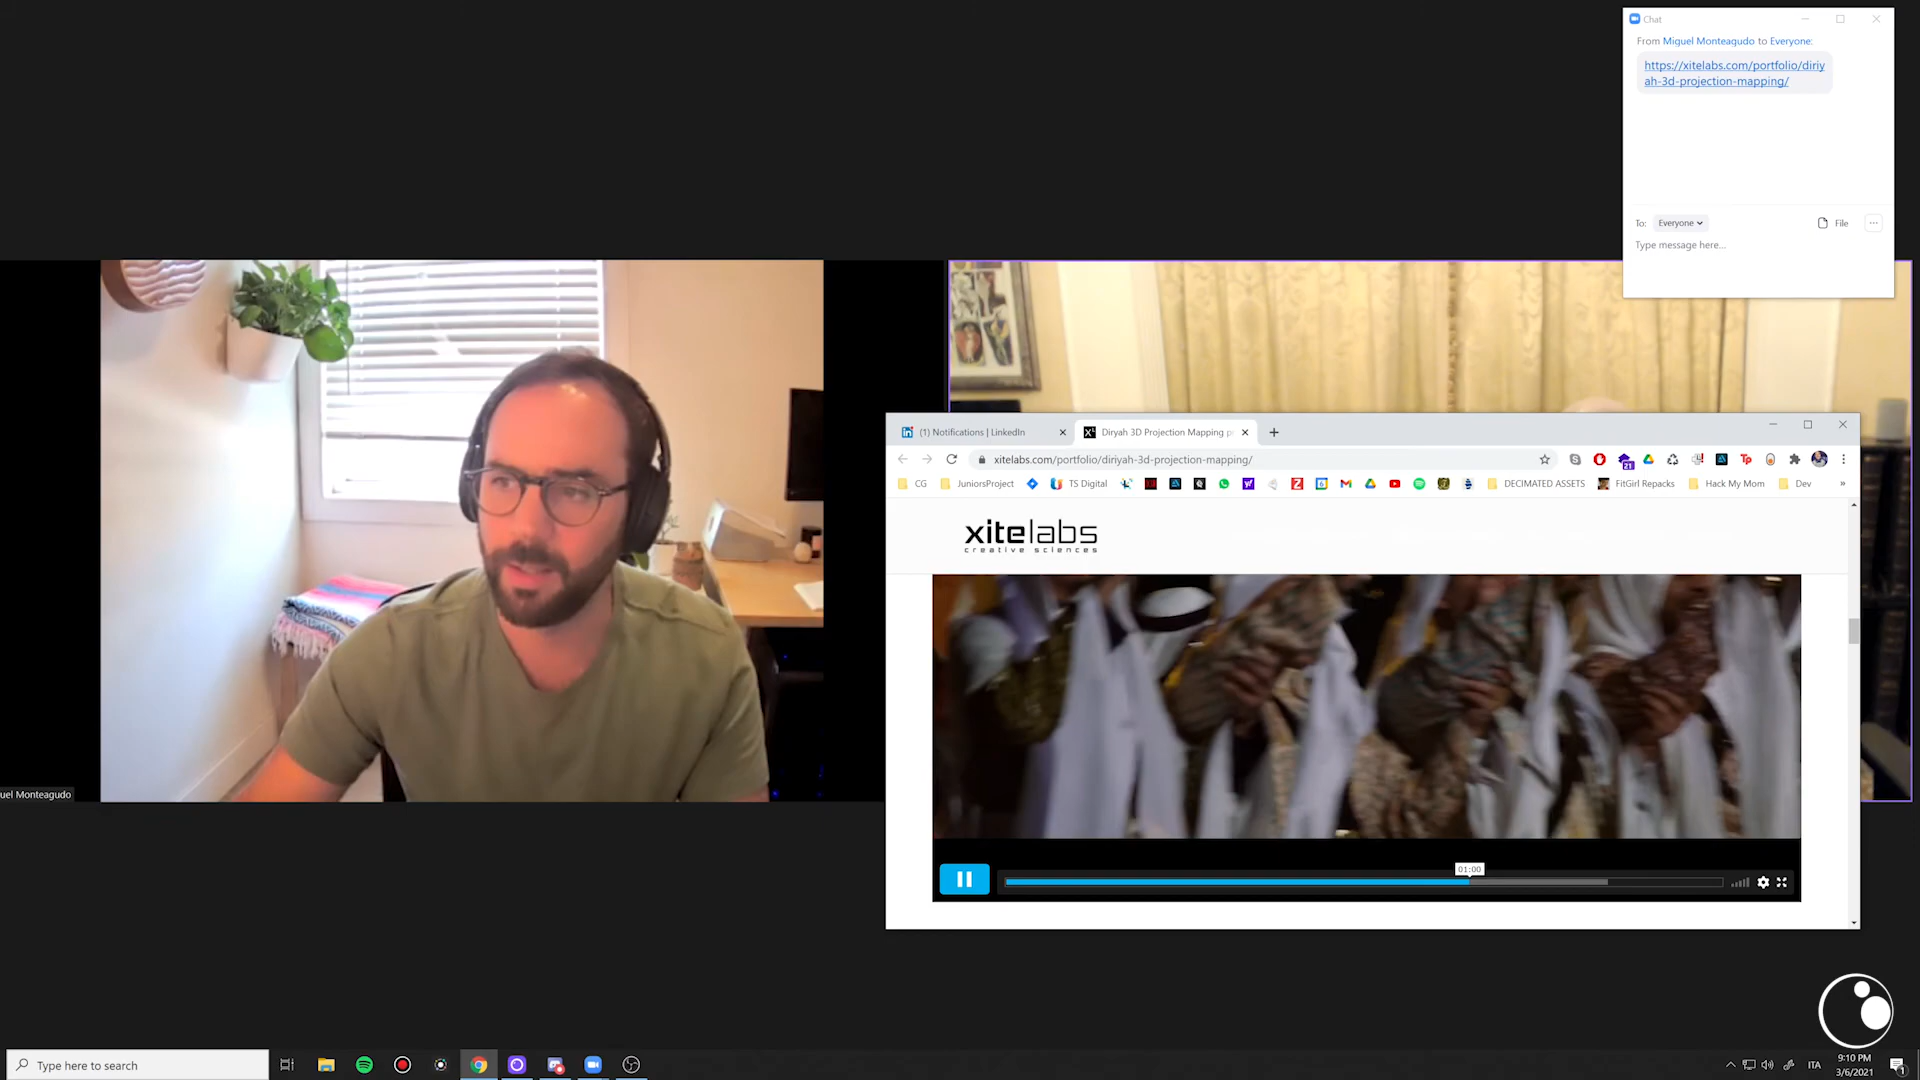 Chat
From Miguel Monteagudo to Everyone:
https://xitelabs.com/portfolio/diriy
ah-3d-projection-mapping/
To: Everyone
File
Type message here...
(1) Notifications | LinkedIn
Diryah 3D Projection Mapping p
xitelabs.com/portfolio/diriyah-3d-projection-mapping/
21
CG
JuniorsProject
TS Digital
DECIMATED ASSETS
FitGirl Repacks
Hack My Mom
Dev
xitelabs
creative sciences
01:00
uel Monteagudo
Type here to search
ITA
9:10 PM
3/6/2021